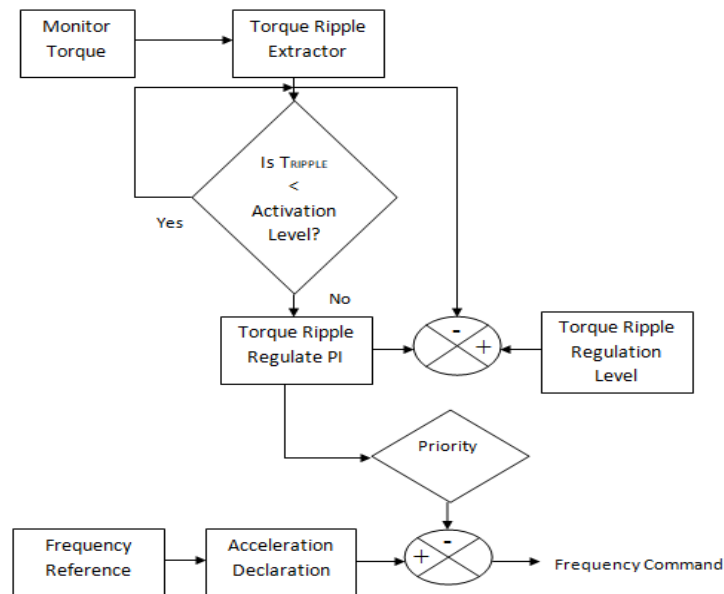 Monitor
Torque
Torque Ripple
Extractor
Is TRIPPLE
<
Activation
Level?
Yes
No
Torque Ripple
Regulate PI
-
+
Torque Ripple
Regulation
Level
Priority
Frequency
Reference
Acceleration
Declaration
+
-
Frequency Command